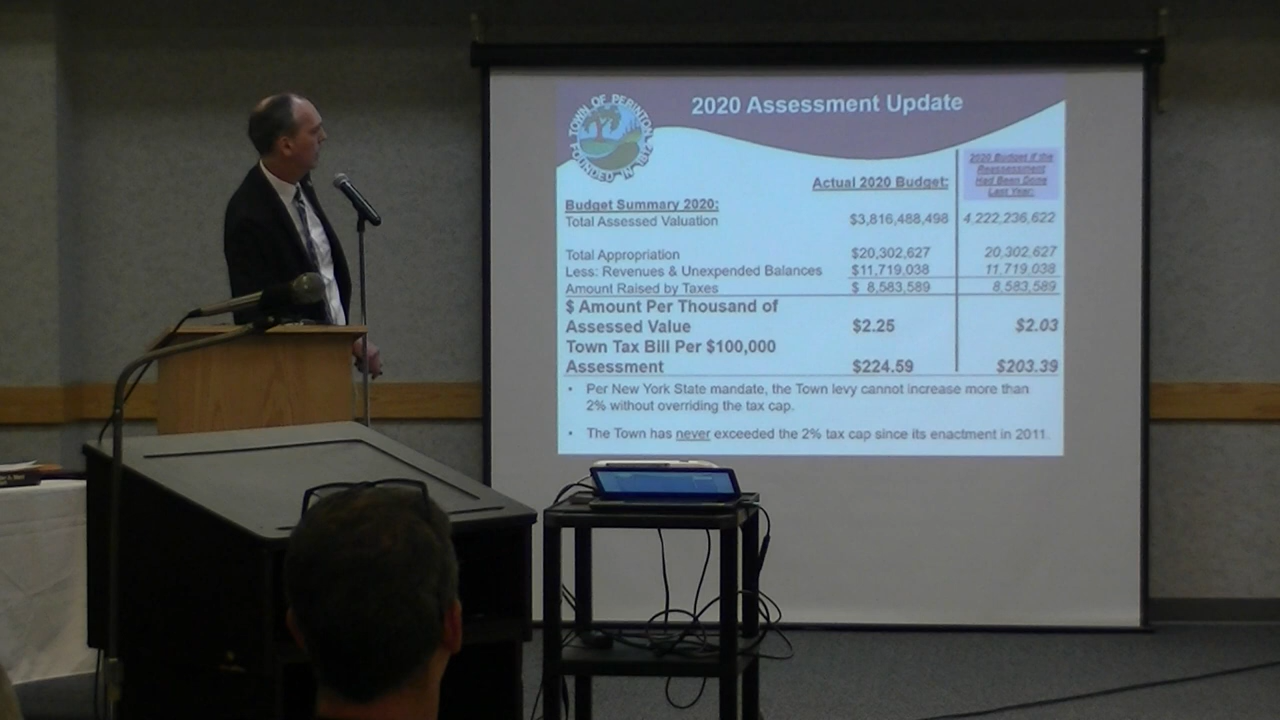 TOWN OF PERINTON
FOUNDED IN 1812
2020 Assessment Update
2020 Budget if the
Reassessment
Had Been Done
Last Year:
Actual 2020 Budget:
Budget Summary 2020:
Total Assessed Valuation $3,816,488,498 4,222,236,622
Total Appropriation $20,302,627 20,302,627
Less: Revenues & Unexpended Balances $11,719,038 11,719,038
Amount Raised by Taxes $ 8,583,589 8,583,589
$ Amount Per Thousand of
Assessed Value $2.25 $2.03
Town Tax Bill Per $100,000
Assessment $224.59 $203.39
• Per New York State mandate, the Town levy cannot increase more than
2% without overriding the tax cap.
• The Town has never exceeded the 2% tax cap since its enactment in 2011.